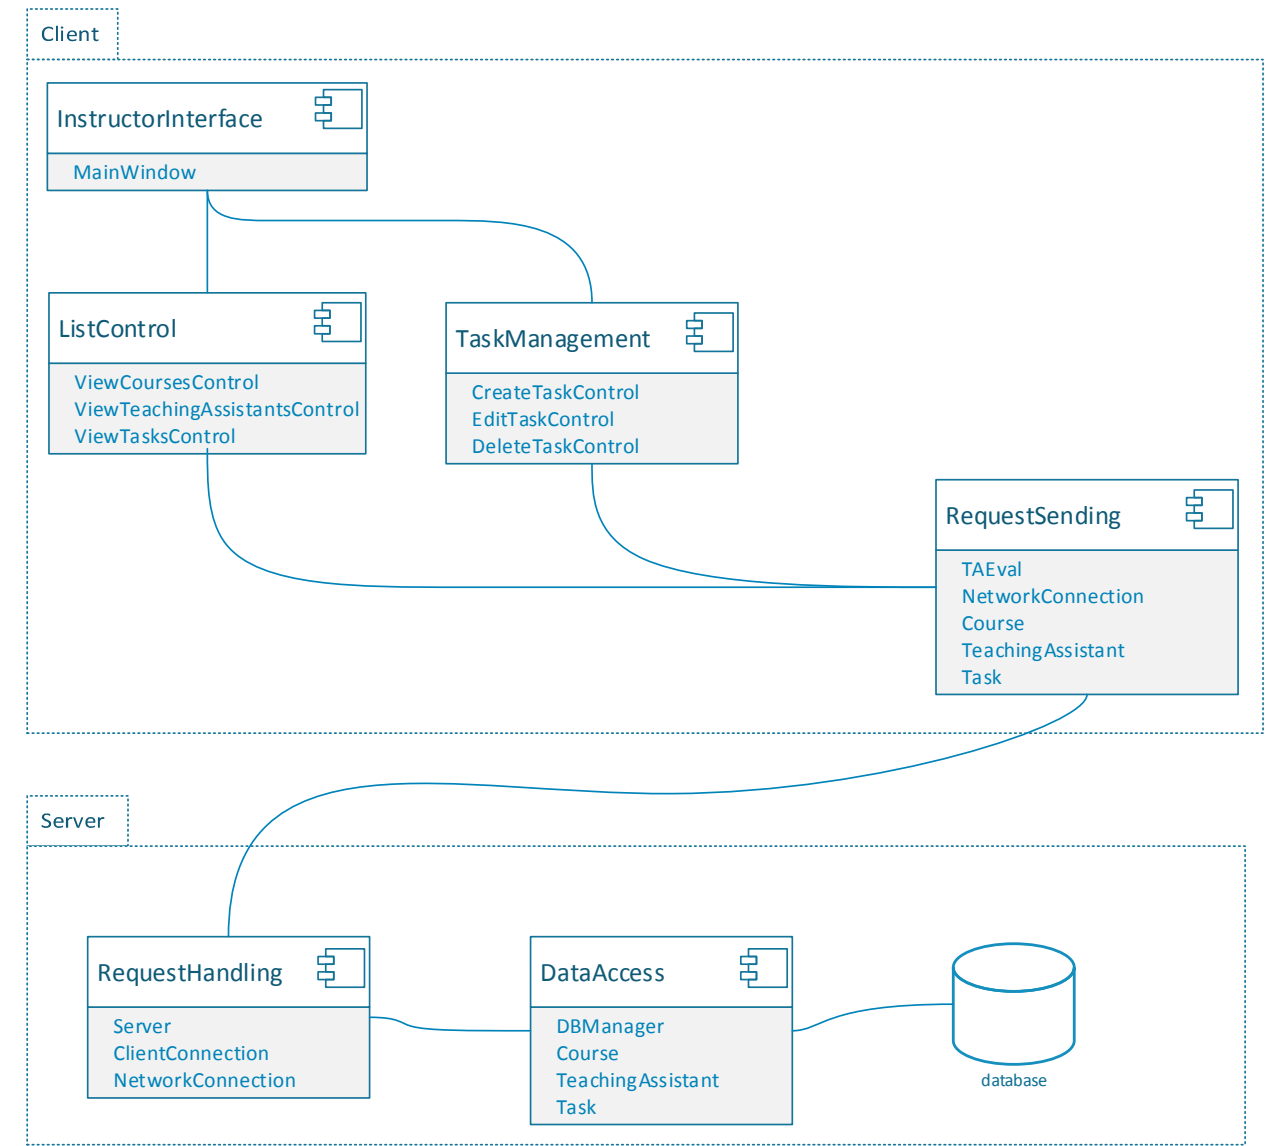 Client
InstructorInterface
MainWindow
ListControl
ViewCoursesControl
ViewTeachingAssistantsControl
ViewTasksControl
TaskManagement
CreateTaskControl
EditTaskControl
DeleteTaskControl
RequestSending
TAEval
NetworkConnection
Course
TeachingAssistant
Task
Server
RequestHandling
Server
ClientConnection
NetworkConnection
DataAccess
DBManager
Course
TeachingAssistant
Task
database